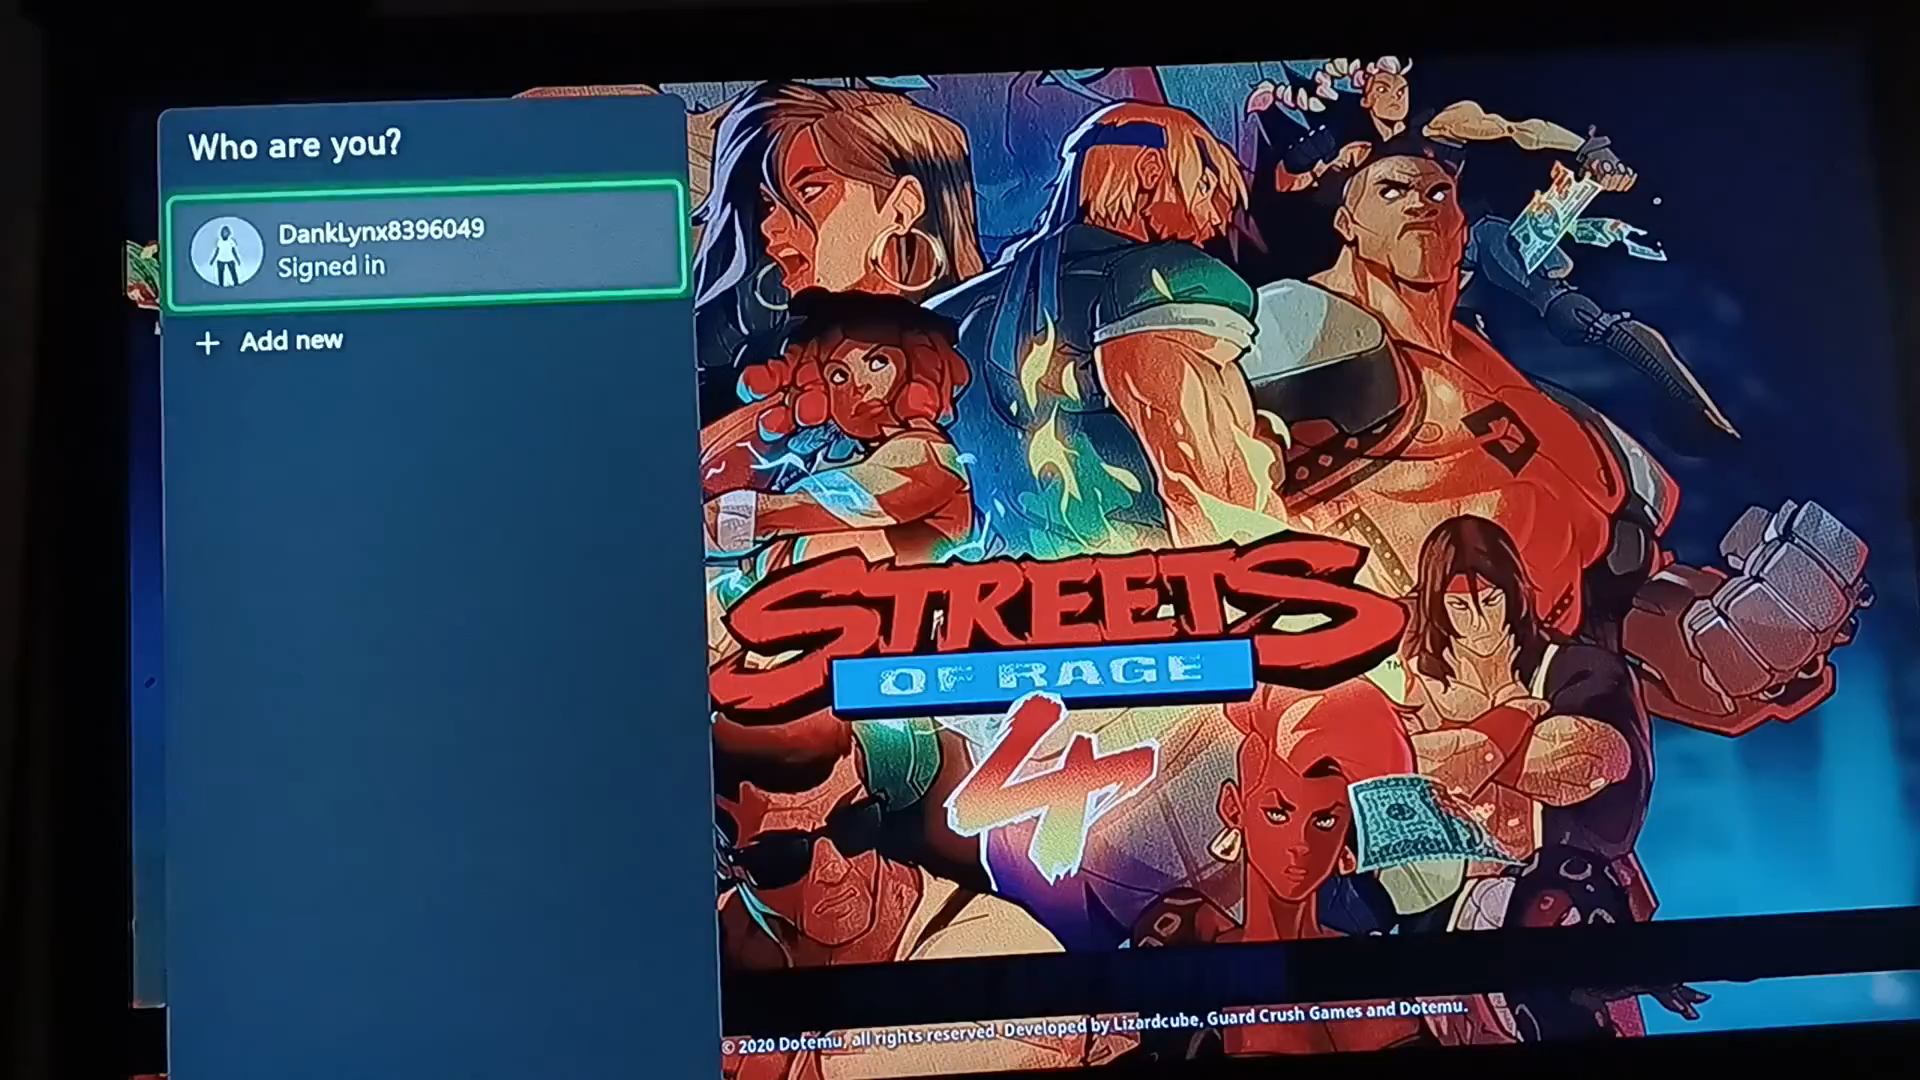 Who are you?
DankLynx8396049
Signed in
+ Add new
STREETS
OF RAGE
TM
4
© 2020 Dotemu, all rights reserved. Developed by Lizardcube, Guard Crush Games and Dotemu.